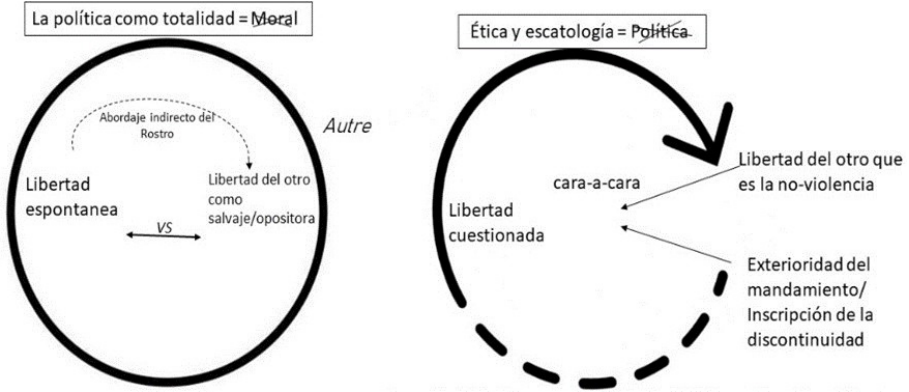 La política como totalidad = Moral
Abordaje indirecto del
Rostro
Autre
Libertad
espontanea
Libertad del otro
como
salvaje/opositora
VS
Ética y escatología = Política
cara-a-cara
Libertad
cuestionada
Libertad del otro que
es la no-violencia
Exterioridad del
mandamiento/
Inscripción de la
discontinuidad